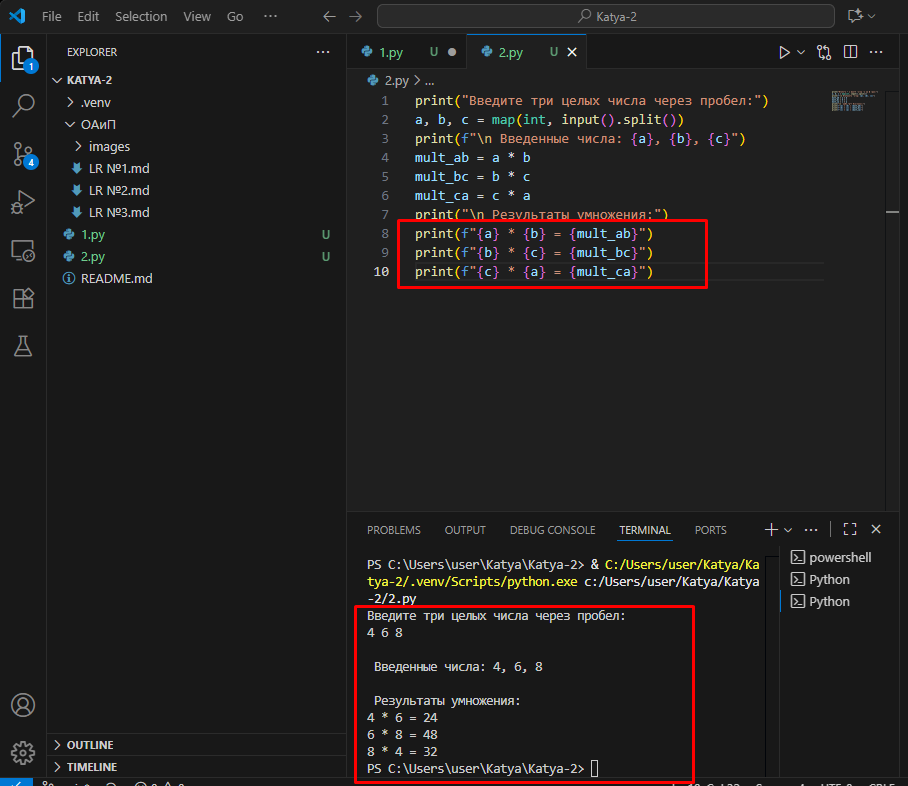 File Edit Selection View Go ··· Katya-2
EXPLORER ···
KATYA-2
.venv
ОАиП
images
LR №1.md
LR №2.md
LR №3.md
1.py U
2.py U
README.md
OUTLINE
TIMELINE
1
4
1.py U
2.py U
2.py > ...
1 print("Введите три целых числа через пробел:")
2 a, b, c = map(int, input().split())
3 print(f"\n Введенные числа: {a}, {b}, {c}")
4 mult_ab = a * b
5 mult_bc = b * c
6 mult_ca = c * a
7 print("\n Результаты умножения:")
8 print(f"{a} * {b} = {mult_ab}")
9 print(f"{b} * {c} = {mult_bc}")
10 print(f"{c} * {a} = {mult_ca}")
PROBLEMS OUTPUT DEBUG CONSOLE TERMINAL PORTS
PS C:\Users\user\Katya\Katya-2> & C:/Users/user/Katya/Ka
tya-2/.venv/Scripts/python.exe c:/Users/user/Katya/Katya
-2/2.py
Введите три целых числа через пробел:
4 6 8
Введенные числа: 4, 6, 8
Результаты умножения:
4 * 6 = 24
6 * 8 = 48
8 * 4 = 32
PS C:\Users\user\Katya\Katya-2>
powershell
Python
Python